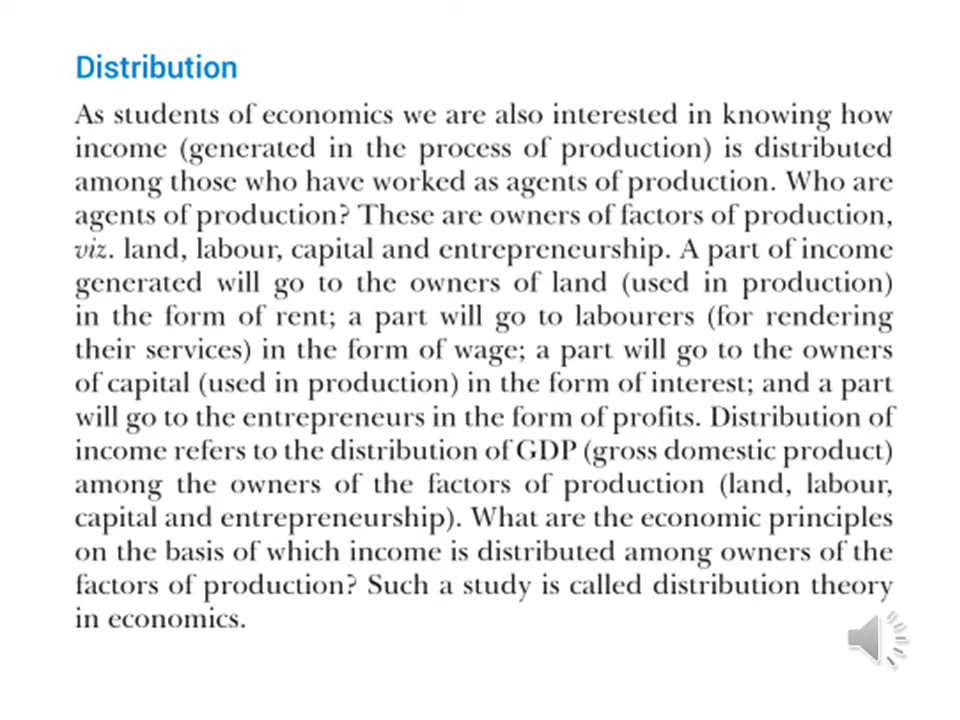 Distribution
As students of economics we are also interested in knowing how
income (generated in the process of production) is distributed
among those who have worked as agents of production. Who are
agents of production? These are owners of factors of production,
viz. land, labour, capital and entrepreneurship. A part of income
generated will go to the owners of land (used in production)
in the form of rent; a part will go to labourers (for rendering
their services) in the form of wage; a part will go to the owners
of capital (used in production) in the form of interest; and a part
will go to the entrepreneurs in the form of profits. Distribution of
income refers to the distribution of GDP (gross domestic product)
among the owners of the factors of production (land, labour,
capital and entrepreneurship). What are the economic principles
on the basis of which income is distributed among owners of the
factors of production? Such a study is called distribution theory
in economics.